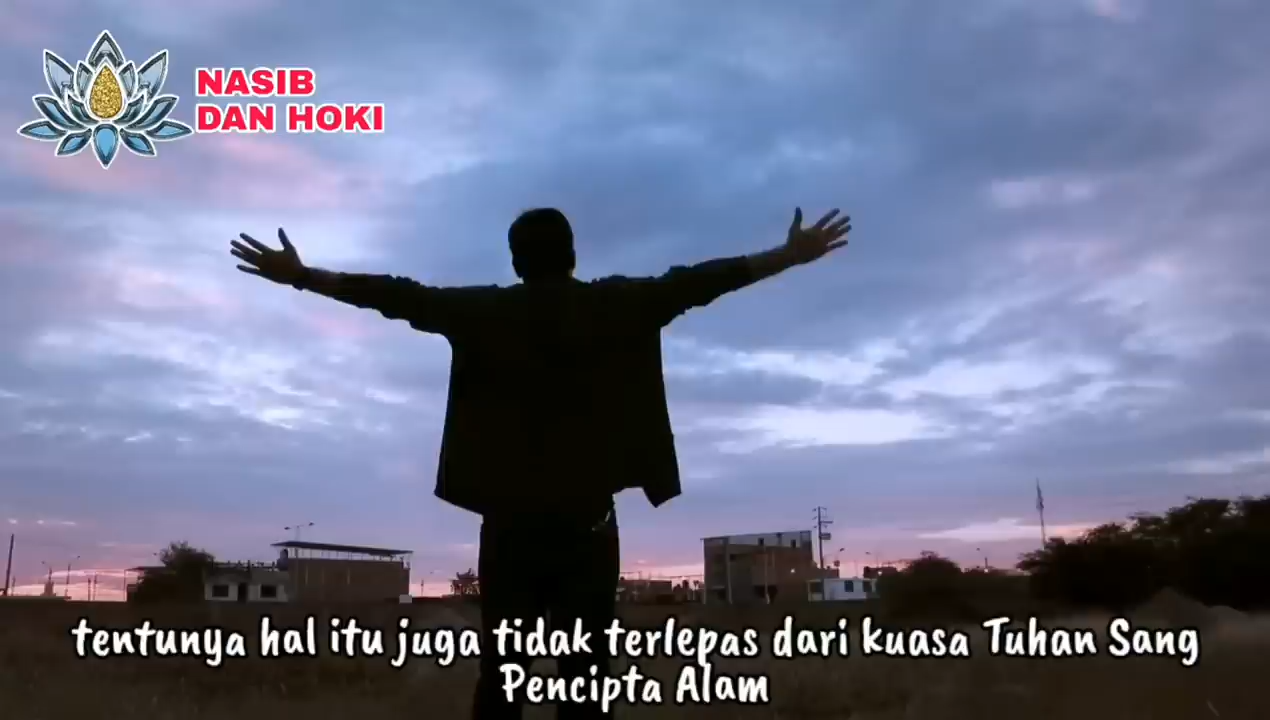 NASIB
DAN HOKI
tentunya hal itu juga tidak terlepas dari kuasa Tuhan Sang
Pencipta Alam